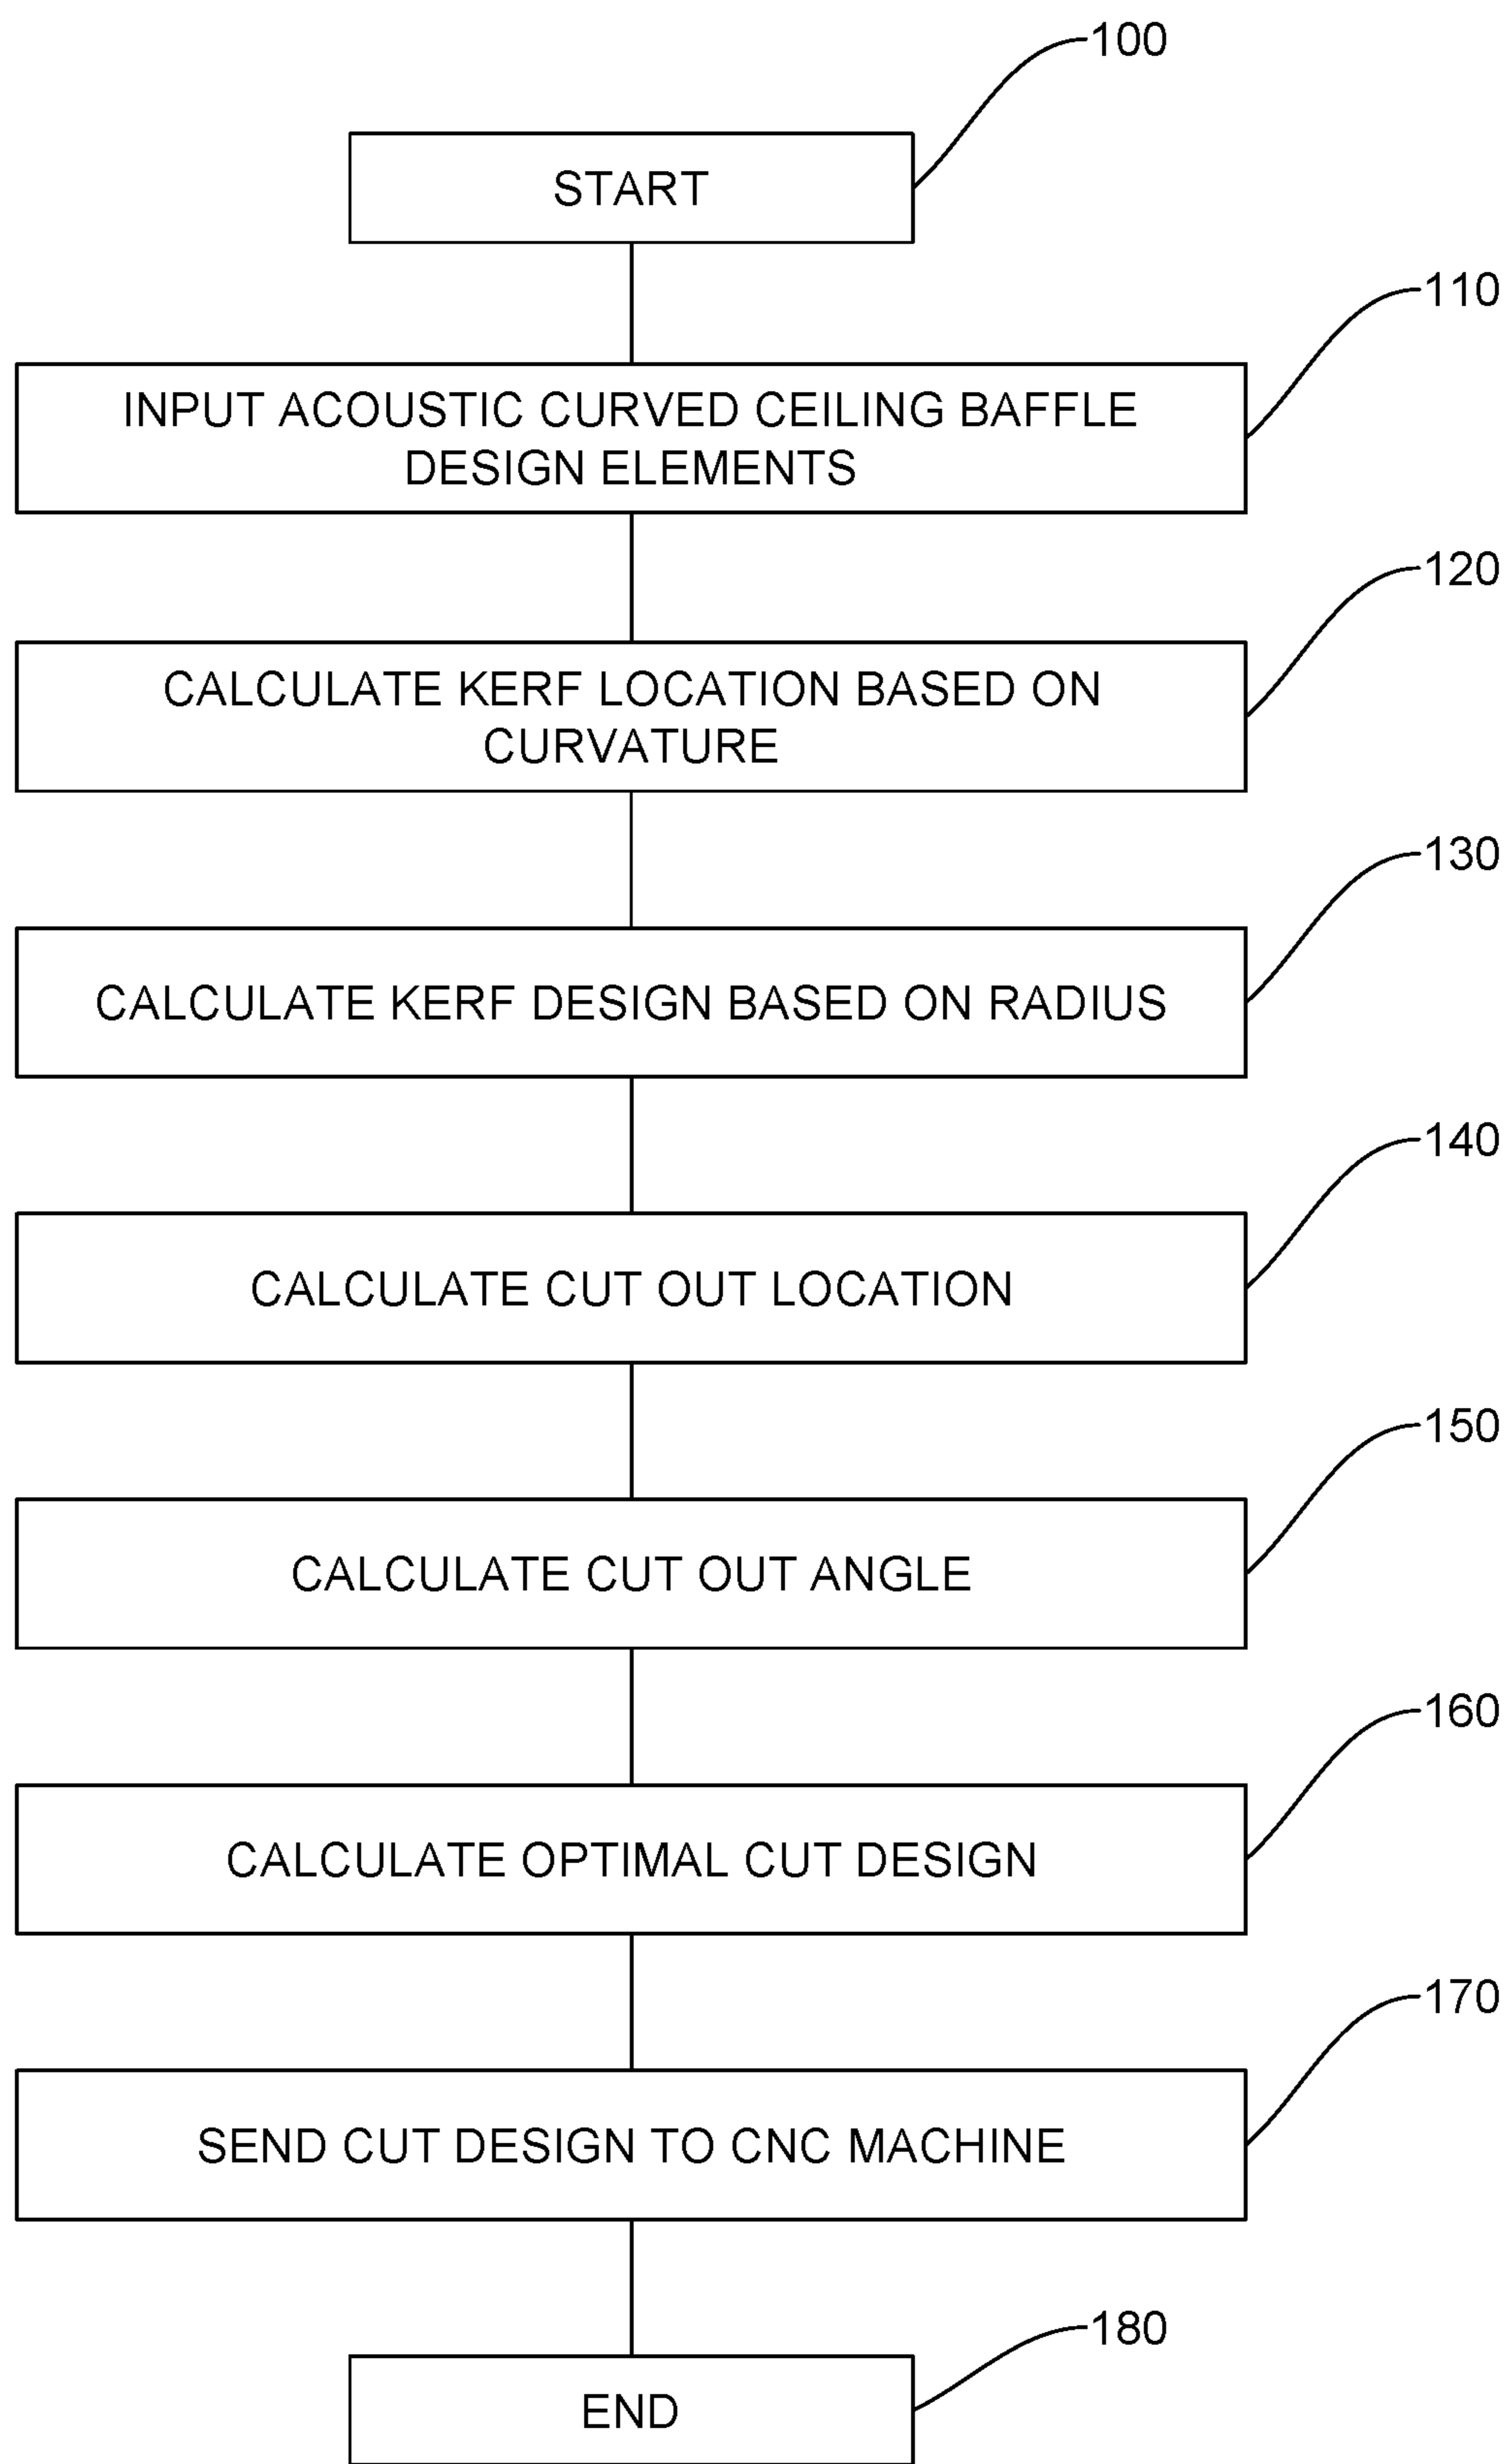 100
START
110
INPUT ACOUSTIC CURVED CEILING BAFFLE
DESIGN ELEMENTS
120
CALCULATE KERF LOCATION BASED ON
CURVATURE
130
CALCULATE KERF DESIGN BASED ON RADIUS
140
CALCULATE CUT OUT LOCATION
150
CALCULATE CUT OUT ANGLE
160
CALCULATE OPTIMAL CUT DESIGN
170
SEND CUT DESIGN TO CNC MACHINE
180
END